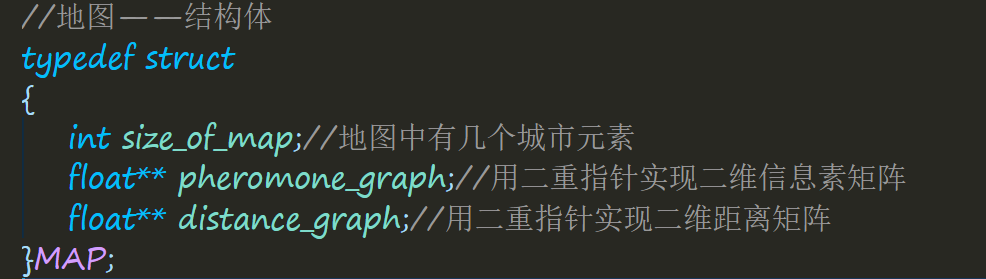 //地图——结构体
typedef struct
{
int size_of_map;//地图中有几个城市元素
float** pheromone_graph;//用二重指针实现二维信息素矩阵
float** distance_graph;//用二重指针实现二维距离矩阵
}MAP;